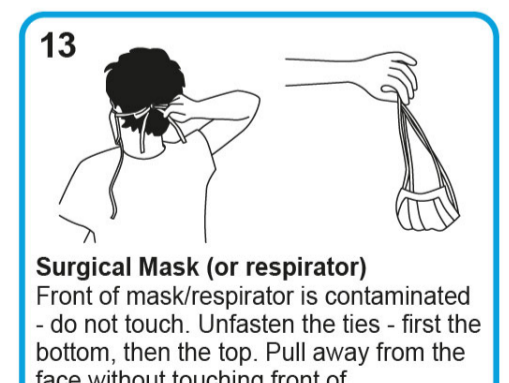 13
Surgical Mask (or respirator)
Front of mask/respirator is contaminated
- do not touch. Unfasten the ties - first the
bottom, then the top. Pull away from the
face without touching front of